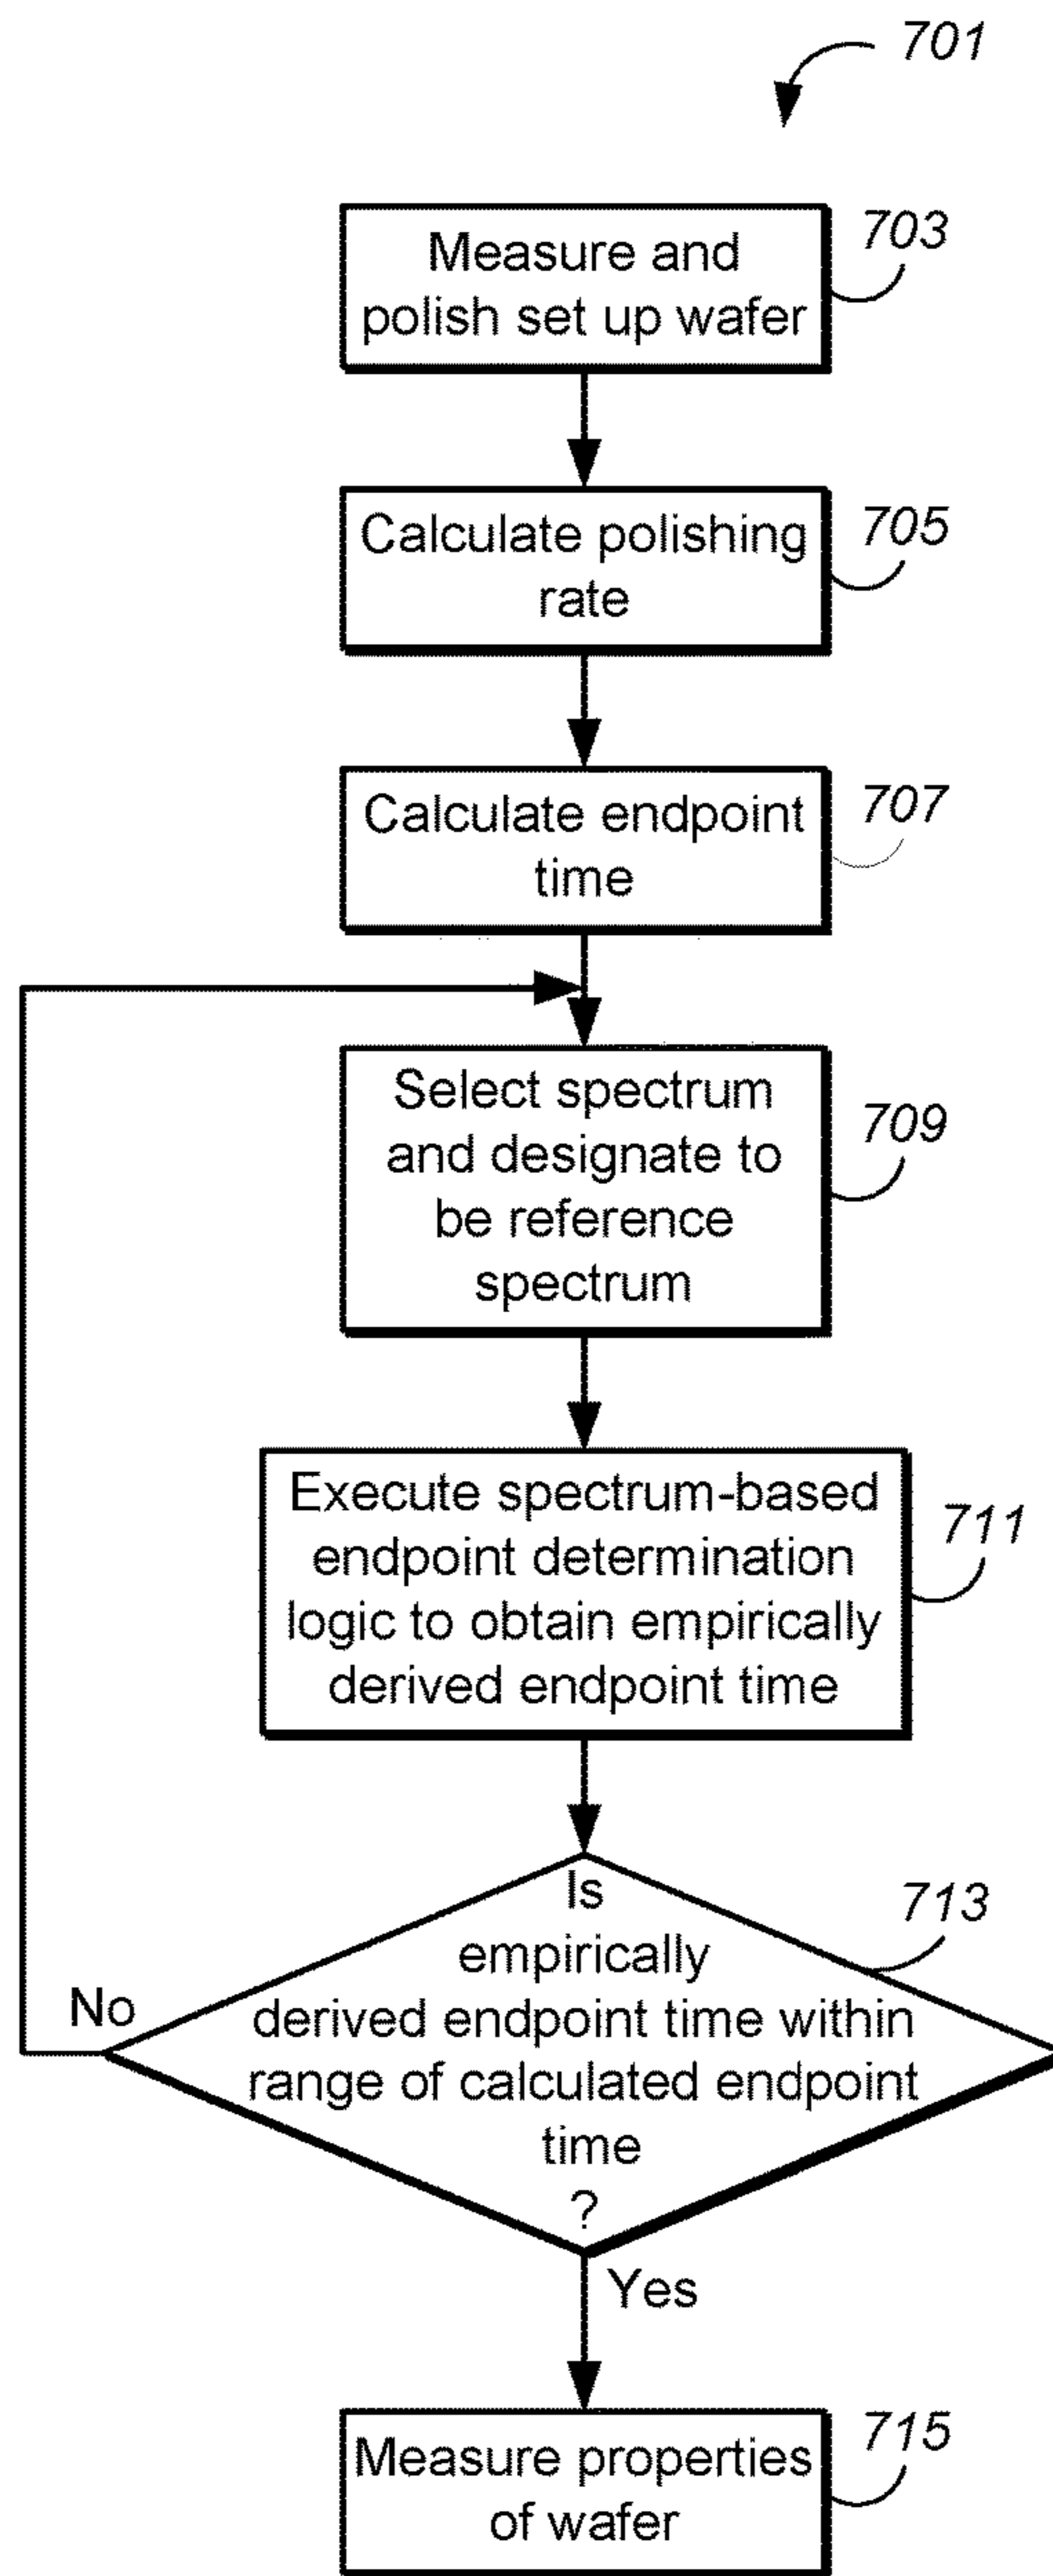 701
Measure and
polish set up wafer
703
Calculate polishing
rate
705
Calculate endpoint
time
707
Select spectrum
and designate to
be reference
spectrum
709
Execute spectrum-based
endpoint determination
logic to obtain empirically
derived endpoint time
711
Is
empirically
derived endpoint time within
range of calculated endpoint
time
?
713
No
Yes
Measure properties
of wafer
715